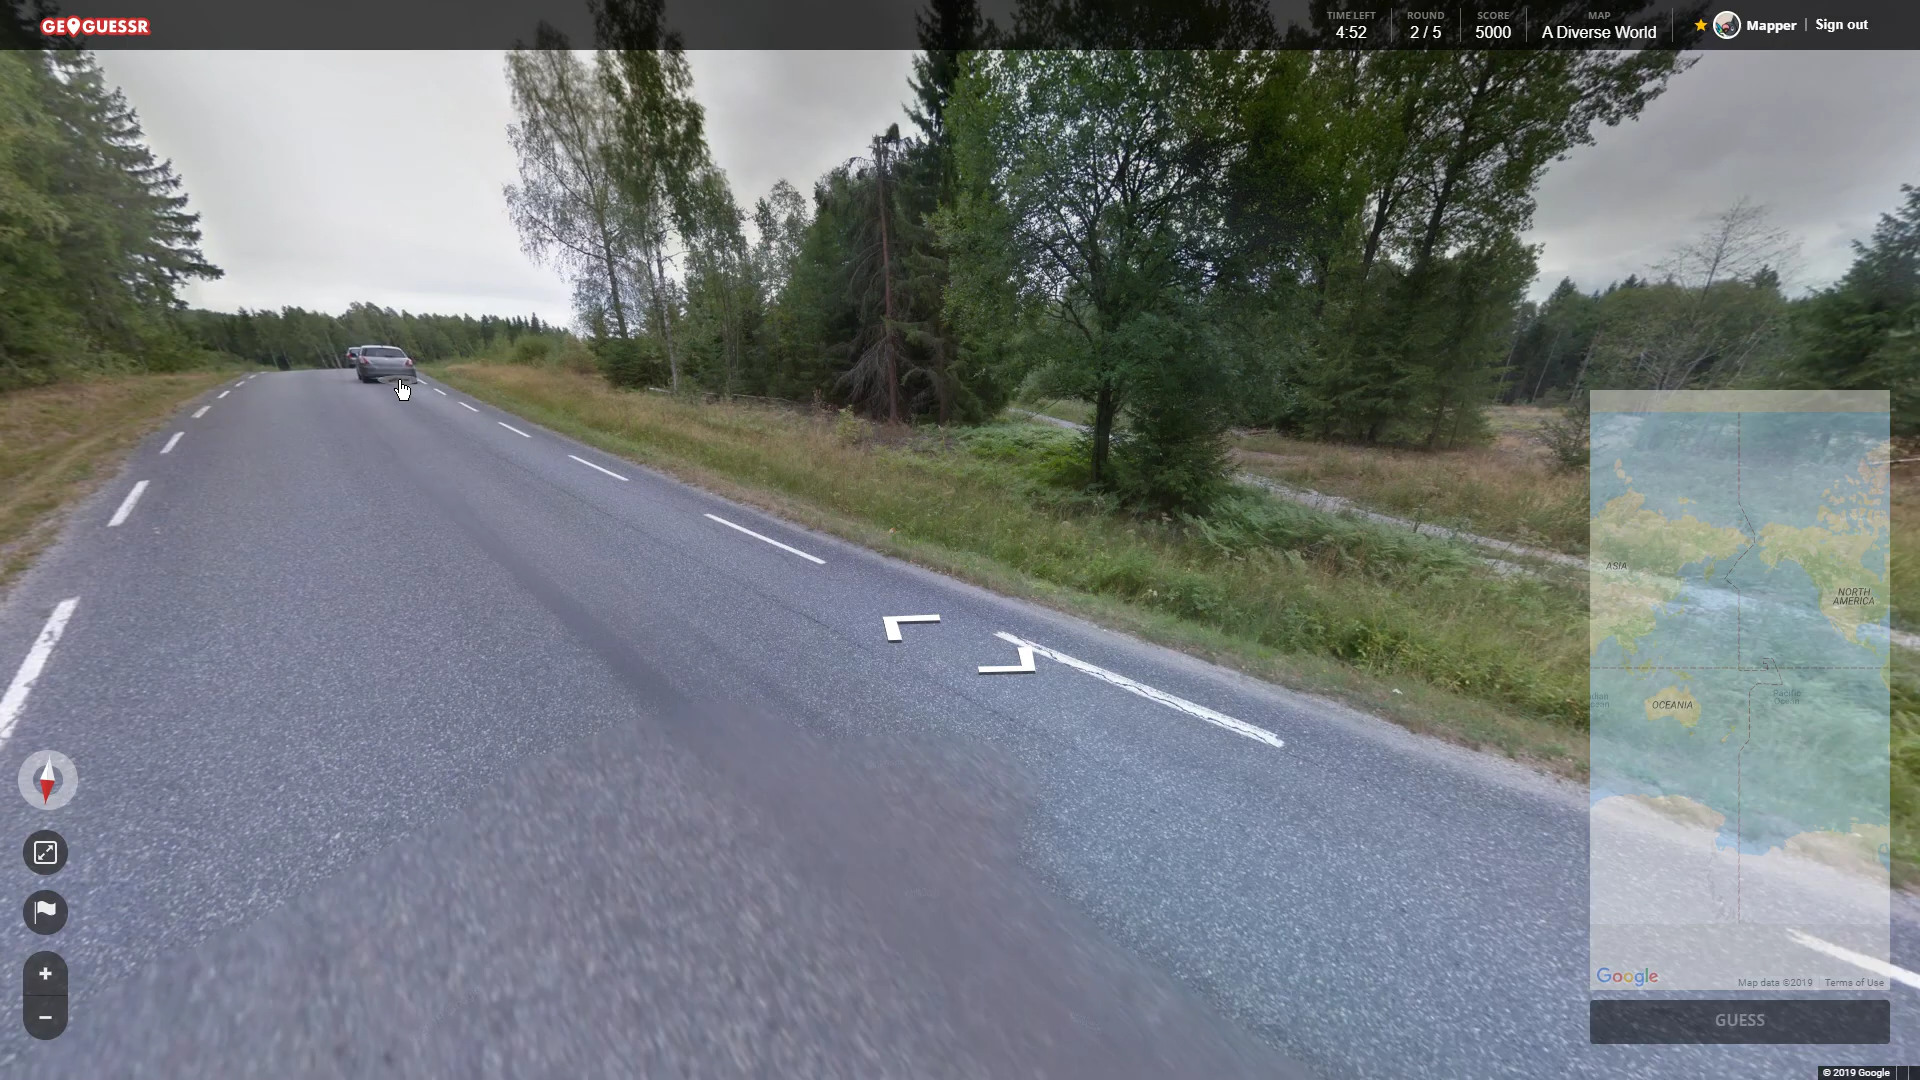 GEOGUESSR
TIME LEFT
4:52
ROUND
2 / 5
SCORE
5000
MAP
A Diverse World
Mapper
Sign out
ASIA
NORTH
AMERICA
OCEANIA
Pacific
Google
Map data ©2019
Terms of Use
GUESS
© 2019 Google